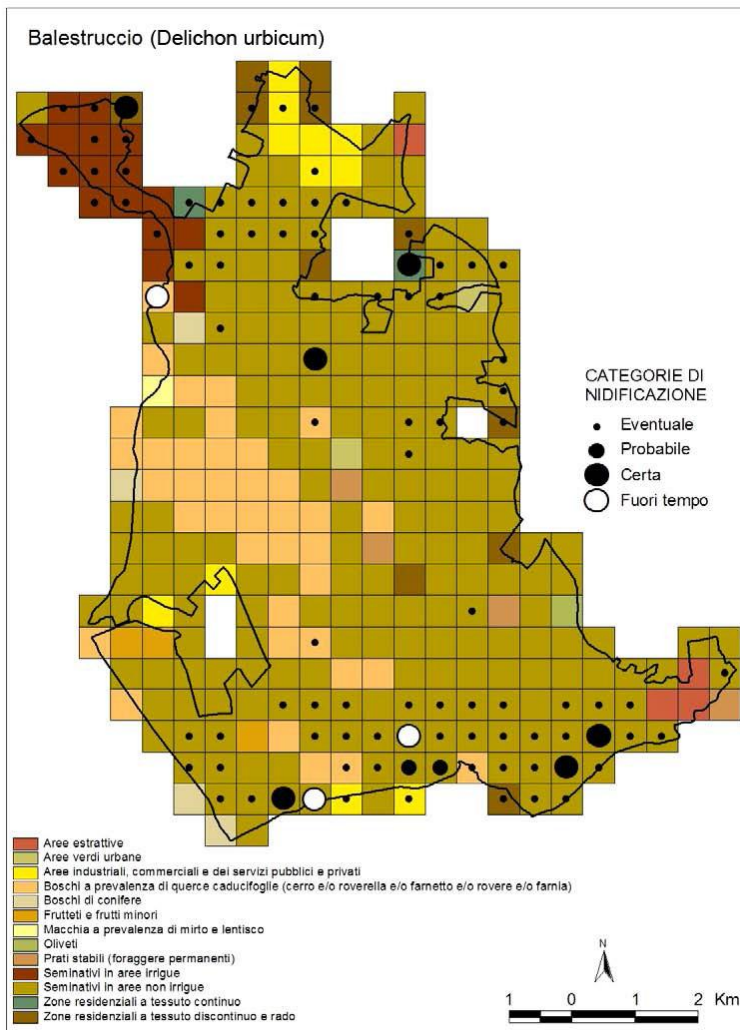 Balestruccio (Delichon urbicum)
CATEGORIE DI
NIDIFICAZIONE
Eventuale
Probabile
Certa
Fuori tempo
Aree estrattive
Aree verdi urbane
Aree industriali, commerciali e dei servizi pubblici e privati
Boschi a prevalenza di querce caducifoglie (cerro e/o roverella e/o farnetto e/o rovere e/o farnia)
Boschi di conifere
Frutteti e frutti minori
Macchia a prevalenza di mirto e lentisco
Oliveti
Prati stabili (foraggere permanenti)
Seminativi in aree irrigue
Seminativi in aree non irrigue
Zone residenziali a tessuto continuo
Zone residenziali a tessuto discontinuo e rado
N
1 0 1 2 Km